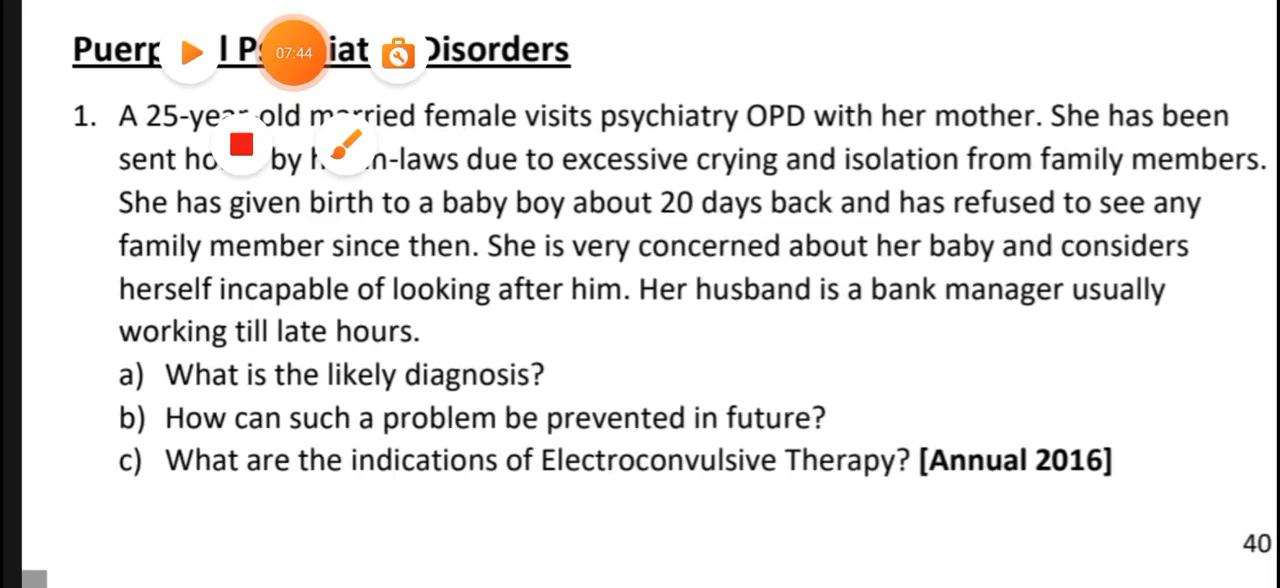 Disorders
07:44
1. A 25-year-old married female visits psychiatry OPD with her mother. She has been
sent by in-laws due to excessive crying and isolation from family members.
She has given birth to a baby boy about 20 days back and has refused to see any
family member since then. She is very concerned about her baby and considers
herself incapable of looking after him. Her husband is a bank manager usually
working till late hours.
a) What is the likely diagnosis?
b) How can such a problem be prevented in future?
c) What are the indications of Electroconvulsive Therapy? [Annual 2016]
40